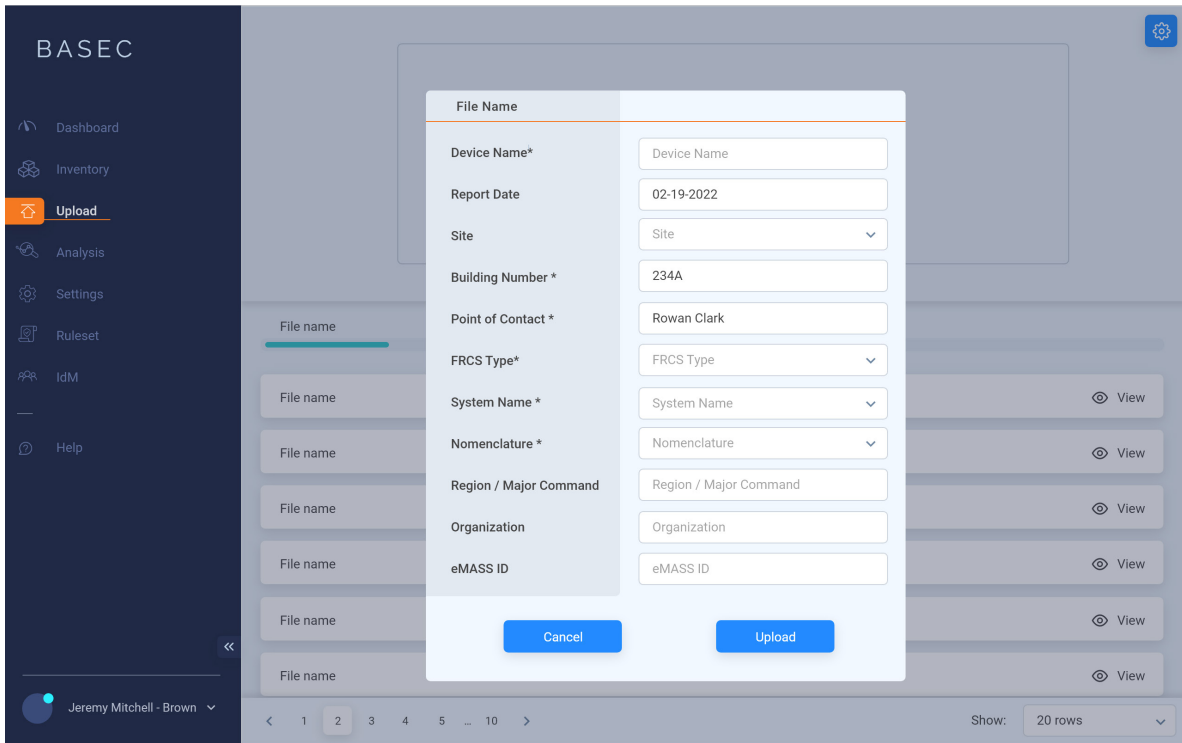 BASEC
Dashboard
Inventory
Upload
Analysis
Settings
Ruleset
IdM
Help
Jeremy Mitchell - Brown
File Name
Device Name* Device Name
Report Date 02-19-2022
Site Site
Building Number * 234A
Point of Contact * Rowan Clark
FRCS Type* FRCS Type
System Name * System Name
Nomenclature * Nomenclature
Region / Major Command Region / Major Command
Organization Organization
eMASS ID eMASS ID
Cancel Upload
File name
File name View
File name View
File name View
File name View
File name View
File name View
< 1 2 3 4 5 ... 10 >
Show: 20 rows